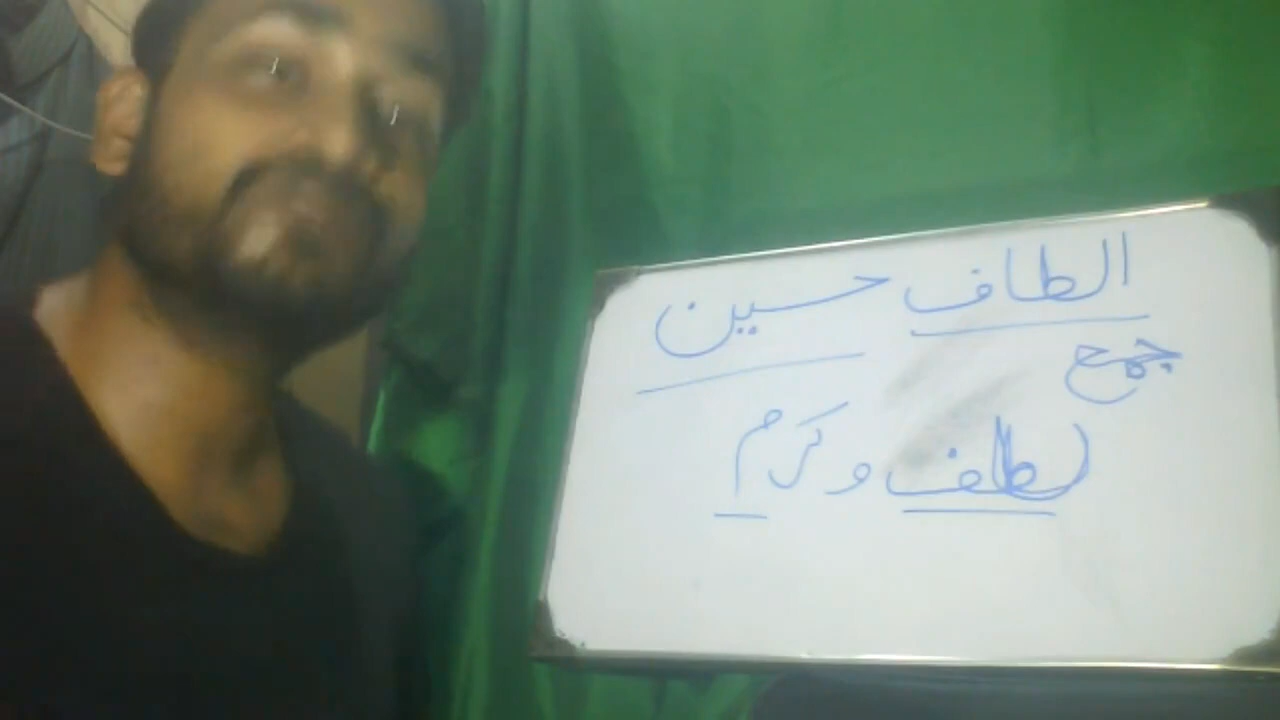 الطاف حسین
جمع
لطف و کرم